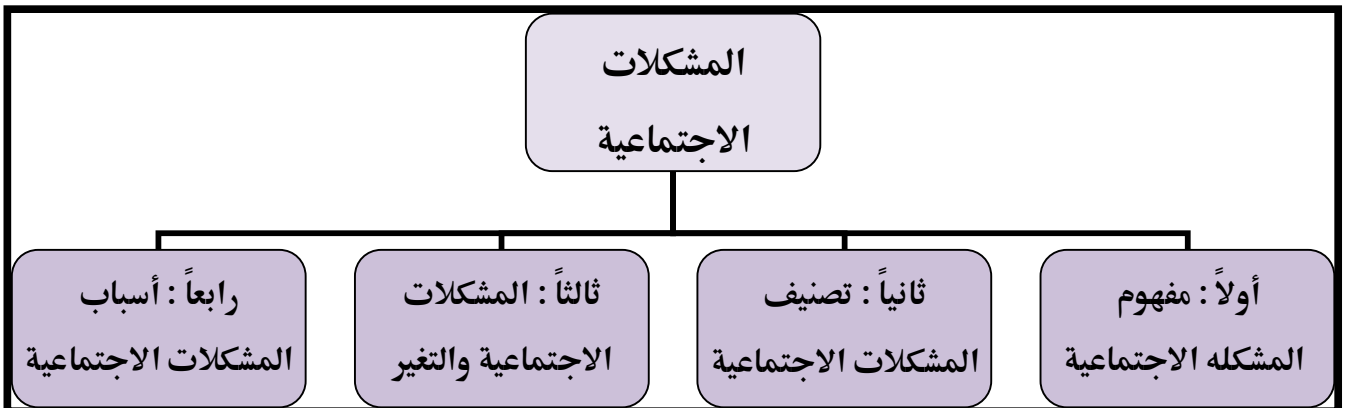 المشكلات
الاجتماعية
أولاً : مفهوم
المشكله الاجتماعية
ثانياً : تصنيف
المشكلات الاجتماعية
ثالثاً : المشكلات
الاجتماعية والتغير
رابعاً : أسباب
المشكلات الاجتماعية